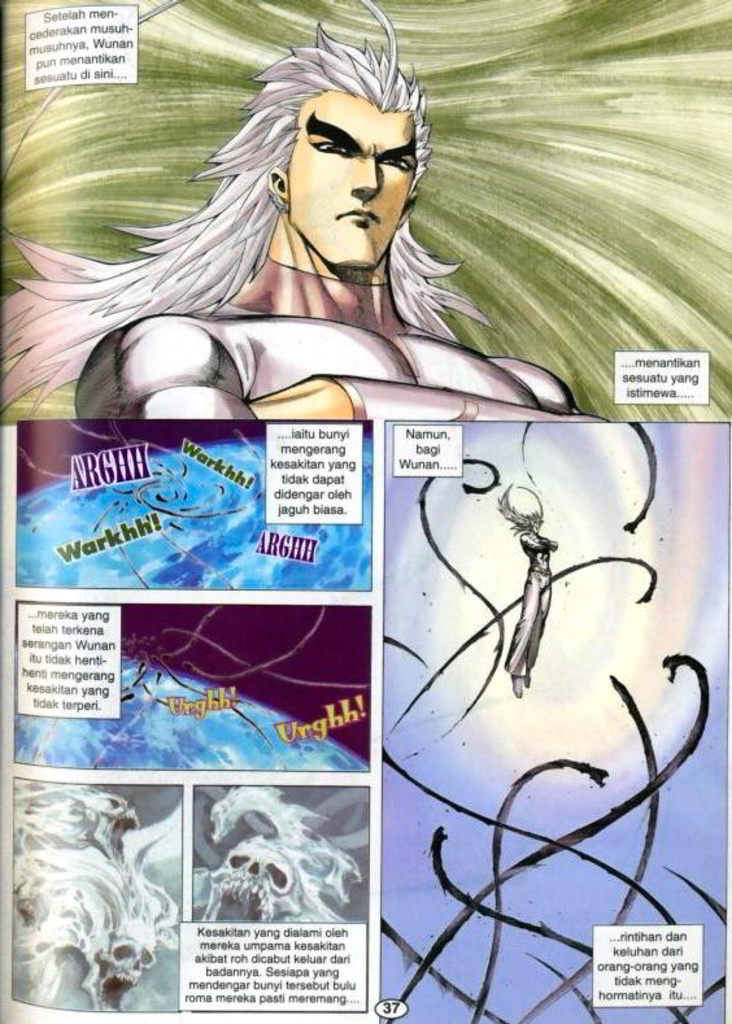 Setelah men-
cederakan musuh-
musuhnya, Wunan
pun menantikan
sesuatu di sini....
....menantikan
sesuatu yang
istimewa.....
....iaitu bunyi
mengerang
kesakitan yang
tidak dapat
didengar oleh
jaguh biasa.
ARGHH
Warkhh!
Warkhh!
ARGHH
...mereka yang
telah terkena
serangan Wunan
itu tidak henti-
henti mengerang
kesakitan yang
tidak terperi.
Urghh!
Urghh!
Kesakitan yang dialami oleh
mereka umpama kesakitan
akibat roh dicabut keluar dari
badannya. Sesiapa yang
mendengar bunyi tersebut bulu
roma mereka pasti meremang....
Namun,
bagi
Wunan.....
...rintihan dan
keluhan dari
orang-orang yang
tidak meng-
hormatinya itu....
37